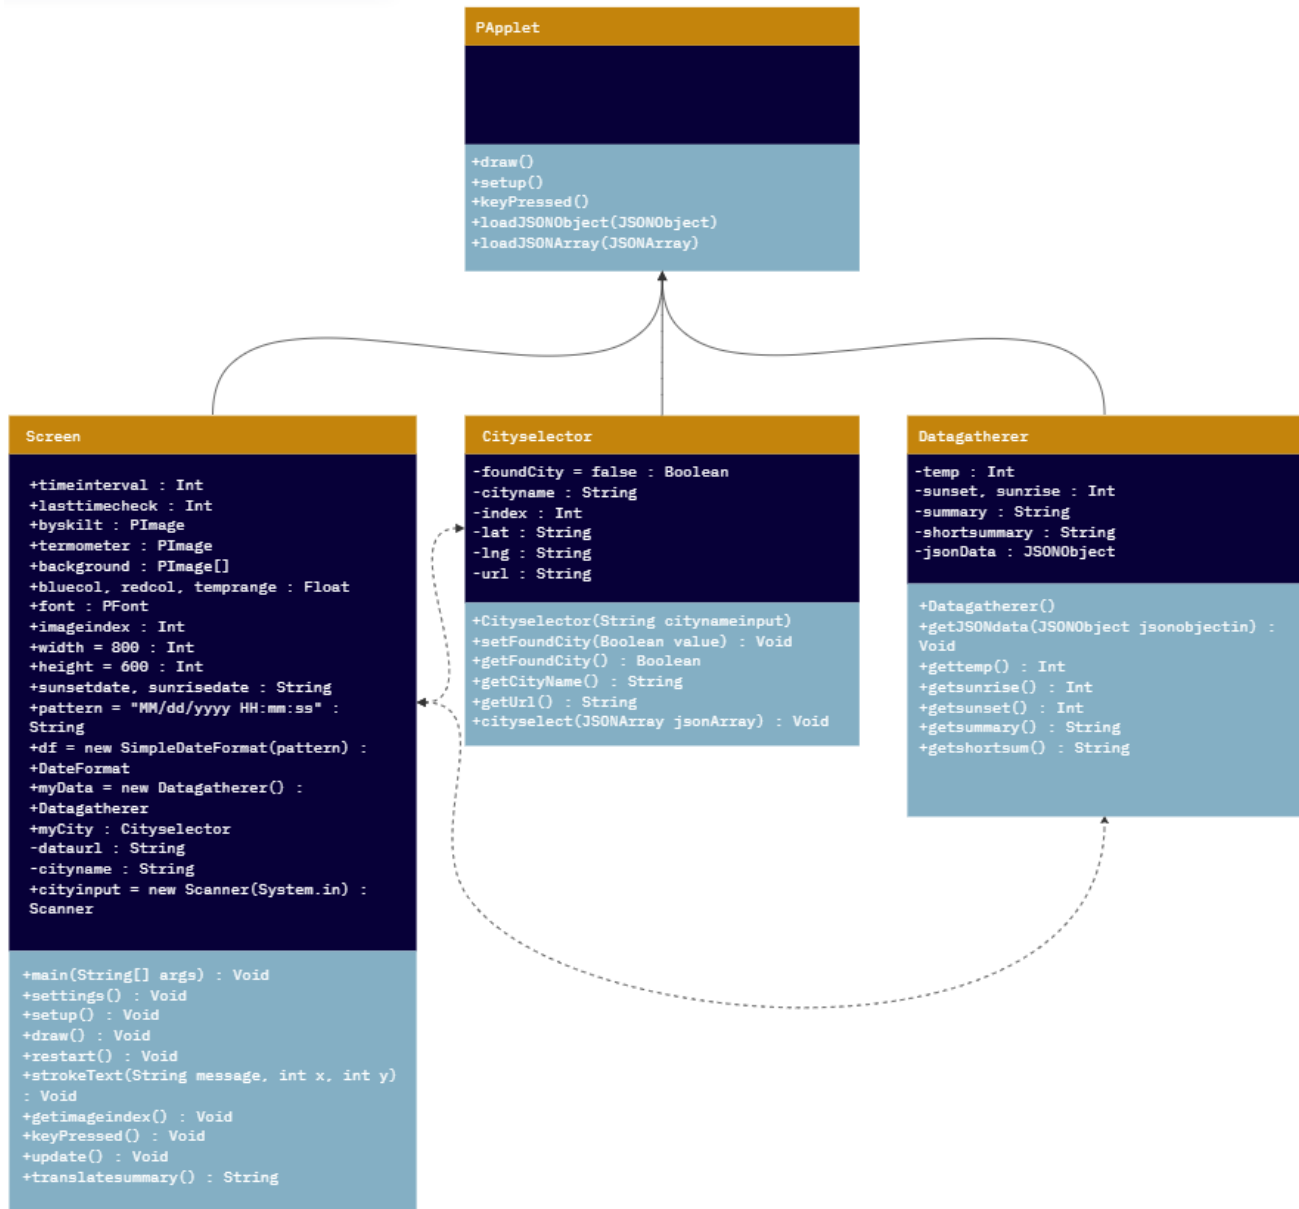 PApplet
+draw()
+setup()
+keyPressed()
+loadJSONObject(JSONObject)
+loadJSONArray(JSONArray)
Screen
+timeinterval : Int
+lasttimecheck : Int
+byskilt : PImage
+termometer : PImage
+background : PImage[]
+bluecol, redcol, temprange : Float
+font : PFont
+imageindex : Int
+width = 800 : Int
+height = 600 : Int
+sunsetdate, sunrisedate : String
+pattern = "MM/dd/yyyy HH:mm:ss" :
String
+df = new SimpleDateFormat(pattern) :
+DateFormat
+myData = new Datagatherer() :
+Datagatherer
+myCity : Cityselector
-dataurl : String
-cityname : String
+cityinput = new Scanner(System.in) :
Scanner
+main(String[] args) : Void
+settings() : Void
+setup() : Void
+draw() : Void
+restart() : Void
+strokeText(String message, int x, int y)
: Void
+getimageindex() : Void
+keyPressed() : Void
+update() : Void
+translatesummary() : String
Cityselector
-foundCity = false : Boolean
-cityname : String
-index : Int
-lat : String
-lng : String
-url : String
+Cityselector(String citynameinput)
+setFoundCity(Boolean value) : Void
+getFoundCity() : Boolean
+getCityName() : String
+getUrl() : String
+cityselect(JSONArray jsonArray) : Void
Datagatherer
-temp : Int
-sunset, sunrise : Int
-summary : String
-shortsummary : String
-jsonData : JSONObject
+Datagatherer()
+getJSONdata(JSONObject jsonobjectin) :
Void
+gettemp() : Int
+getsunrise() : Int
+getsunset() : Int
+getsummary() : String
+getshortsum() : String